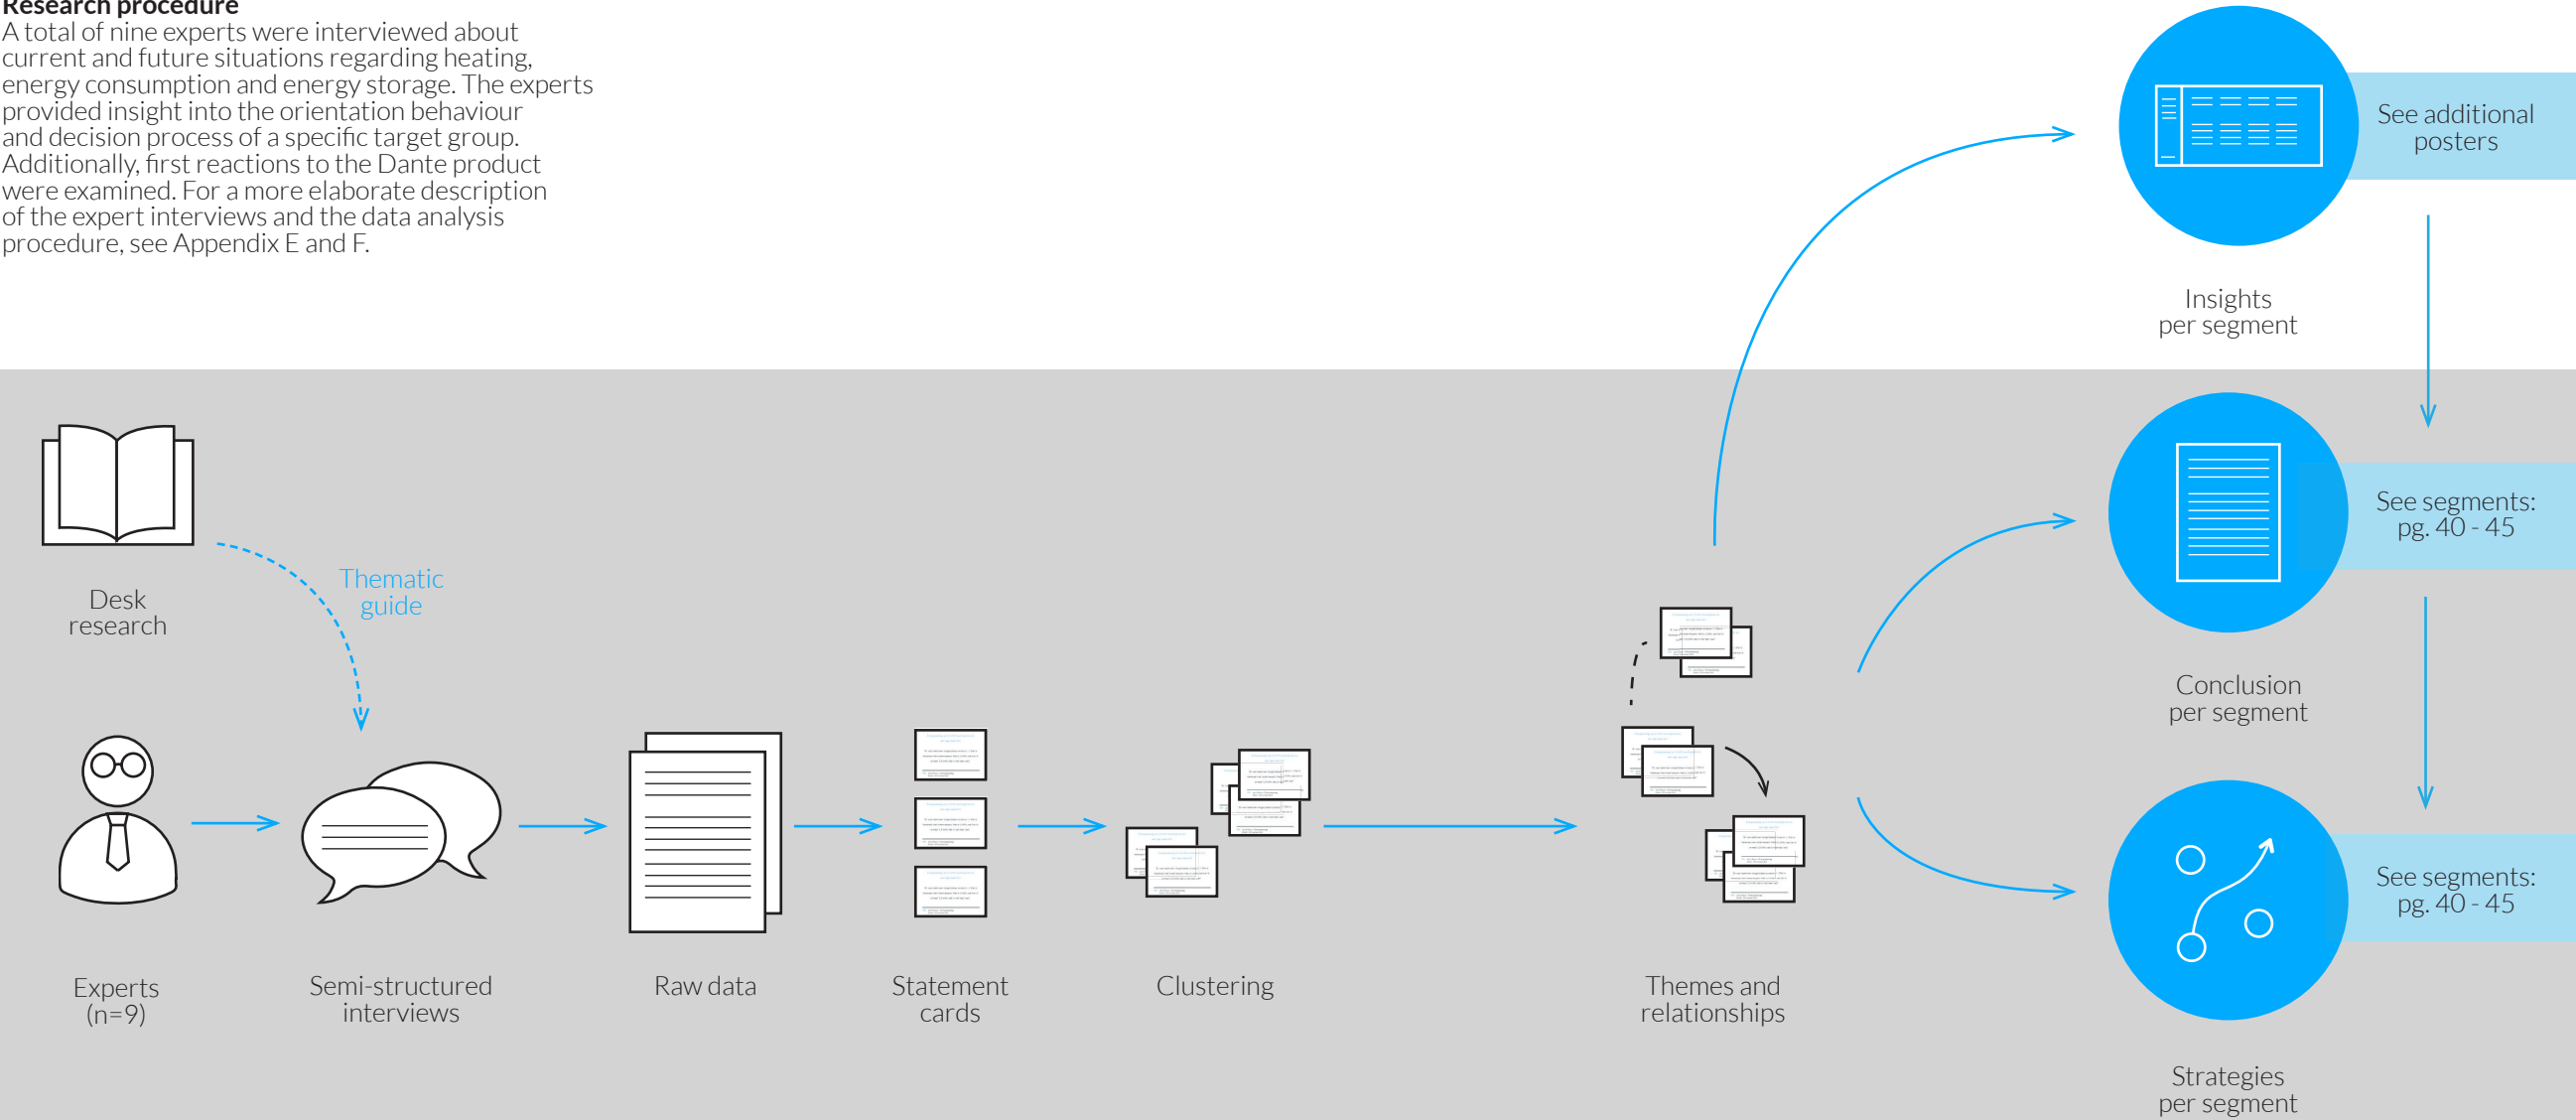 Research procedure
A total of nine experts were interviewed about
current and future situations regarding heating,
energy consumption and energy storage. The experts
provided insight into the orientation behaviour
and decision process of a specific target group.
Additionally, first reactions to the Dante product
were examined. For a more elaborate description
of the expert interviews and the data analysis
procedure, see Appendix E and F.
See additional
posters
Insights
per segment
See segments:
pg. 40 - 45
Conclusion
per segment
Desk
research
Thematic
guide
Experts
(n=9)
Semi-structured
interviews
Raw data
Statement
cards
Clustering
Themes and
relationships
See segments:
pg. 40 - 45
Strategies
per segment